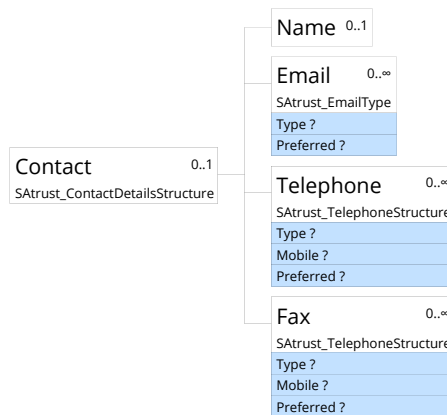 Name 0..1
Email 0..∞
SAtrust_EmailType
Type ?
Preferred ?
Contact 0..1
SAtrust_ContactDetailsStructure
Telephone 0..∞
SAtrust_TelephoneStructure
Type ?
Mobile ?
Preferred ?
Fax 0..∞
SAtrust_TelephoneStructure
Type ?
Mobile ?
Preferred ?